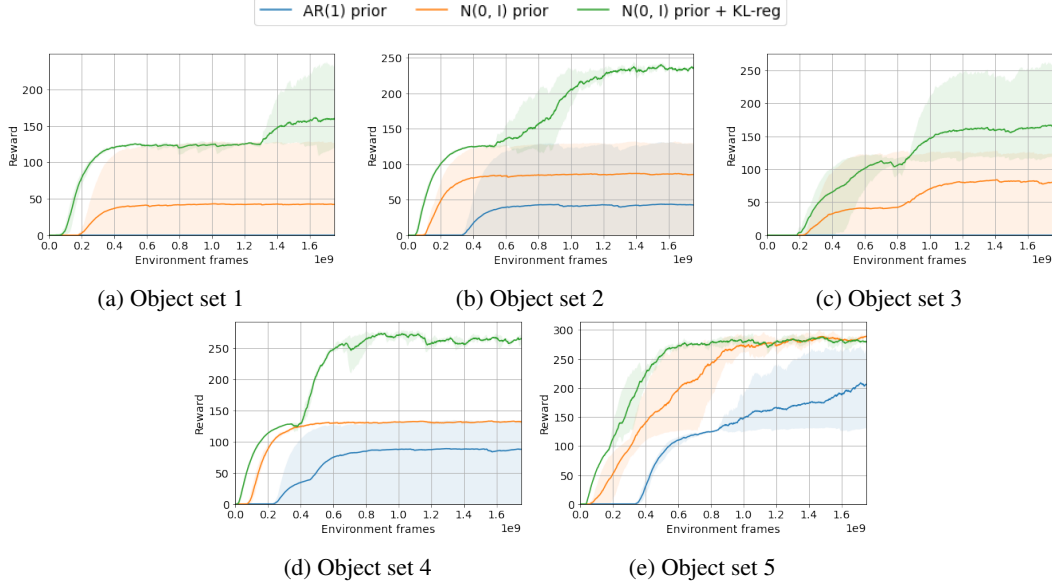 AR(1) prior N(0, I) prior N(0, I) prior + KL-reg
Reward
0
50
100
150
200
0.0 0.2 0.4 0.6 0.8 1.0 1.2 1.4 1.6
Environment frames 1e9
(a) Object set 1
Reward
0
50
100
150
200
250
0.0 0.2 0.4 0.6 0.8 1.0 1.2 1.4 1.6
Environment frames 1e9
(b) Object set 2
Reward
0
50
100
150
200
250
0.0 0.2 0.4 0.6 0.8 1.0 1.2 1.4 1.6
Environment frames 1e9
(c) Object set 3
Reward
0
50
100
150
200
250
0.0 0.2 0.4 0.6 0.8 1.0 1.2 1.4 1.6
Environment frames 1e9
(d) Object set 4
Reward
0
50
100
150
200
250
300
0.0 0.2 0.4 0.6 0.8 1.0 1.2 1.4 1.6
Environment frames 1e9
(e) Object set 5